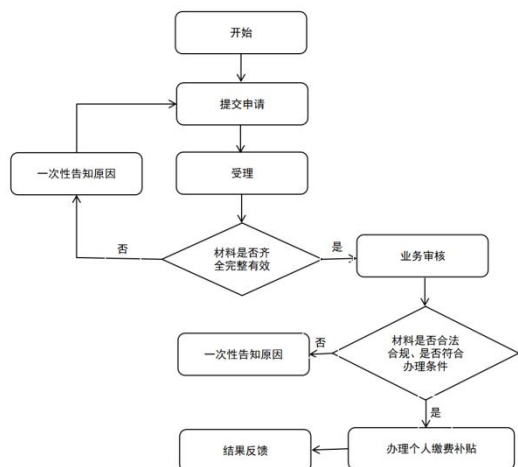 开始
提交申请
一次性告知原因
受理
否
材料是否齐
全完整有效
是
业务审核
材料是否合法
合规、是否符合
办理条件
否
一次性告知原因
是
办理个人缴费补贴
结果反馈